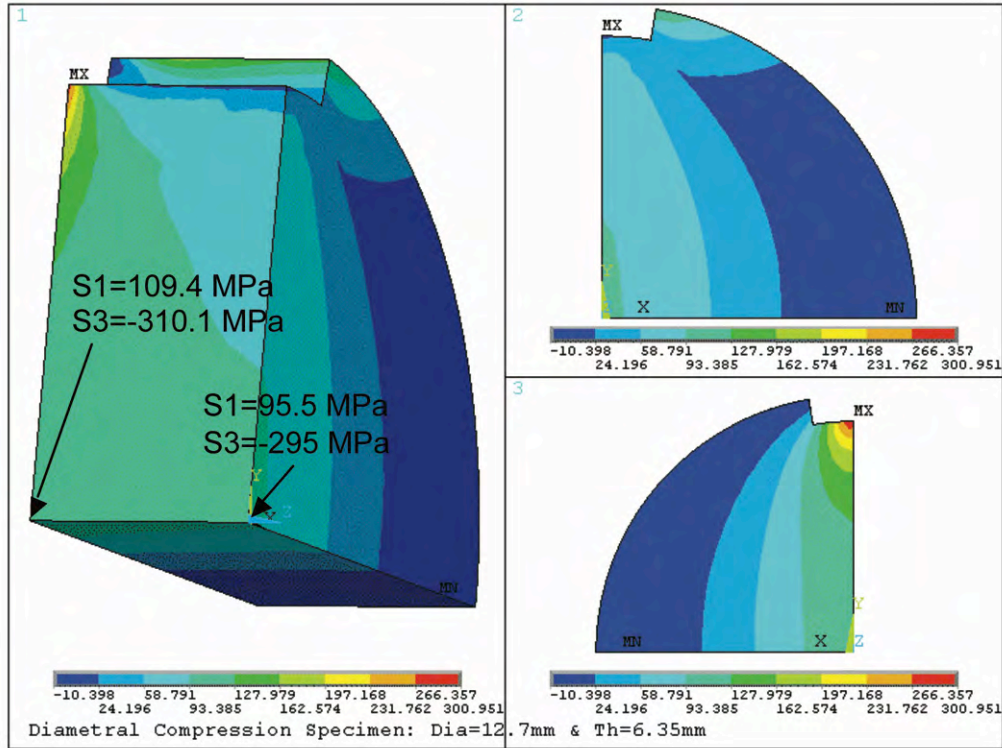 1
MX
S1=109.4 MPa
S3=-310.1 MPa
S1=95.5 MPa
S3=-295 MPa
Y
Z
MN
-10.398 58.791 127.979 197.168 266.357
24.196 93.385 162.574 231.762 300.951
Diametral Compression Specimen: Dia=12.7mm & Th=6.35mm
2
MX
Y
X
MN
-10.398 58.791 127.979 197.168 266.357
24.196 93.385 162.574 231.762 300.951
3
MX
Y
MN X Z
-10.398 58.791 127.979 197.168 266.357
24.196 93.385 162.574 231.762 300.951